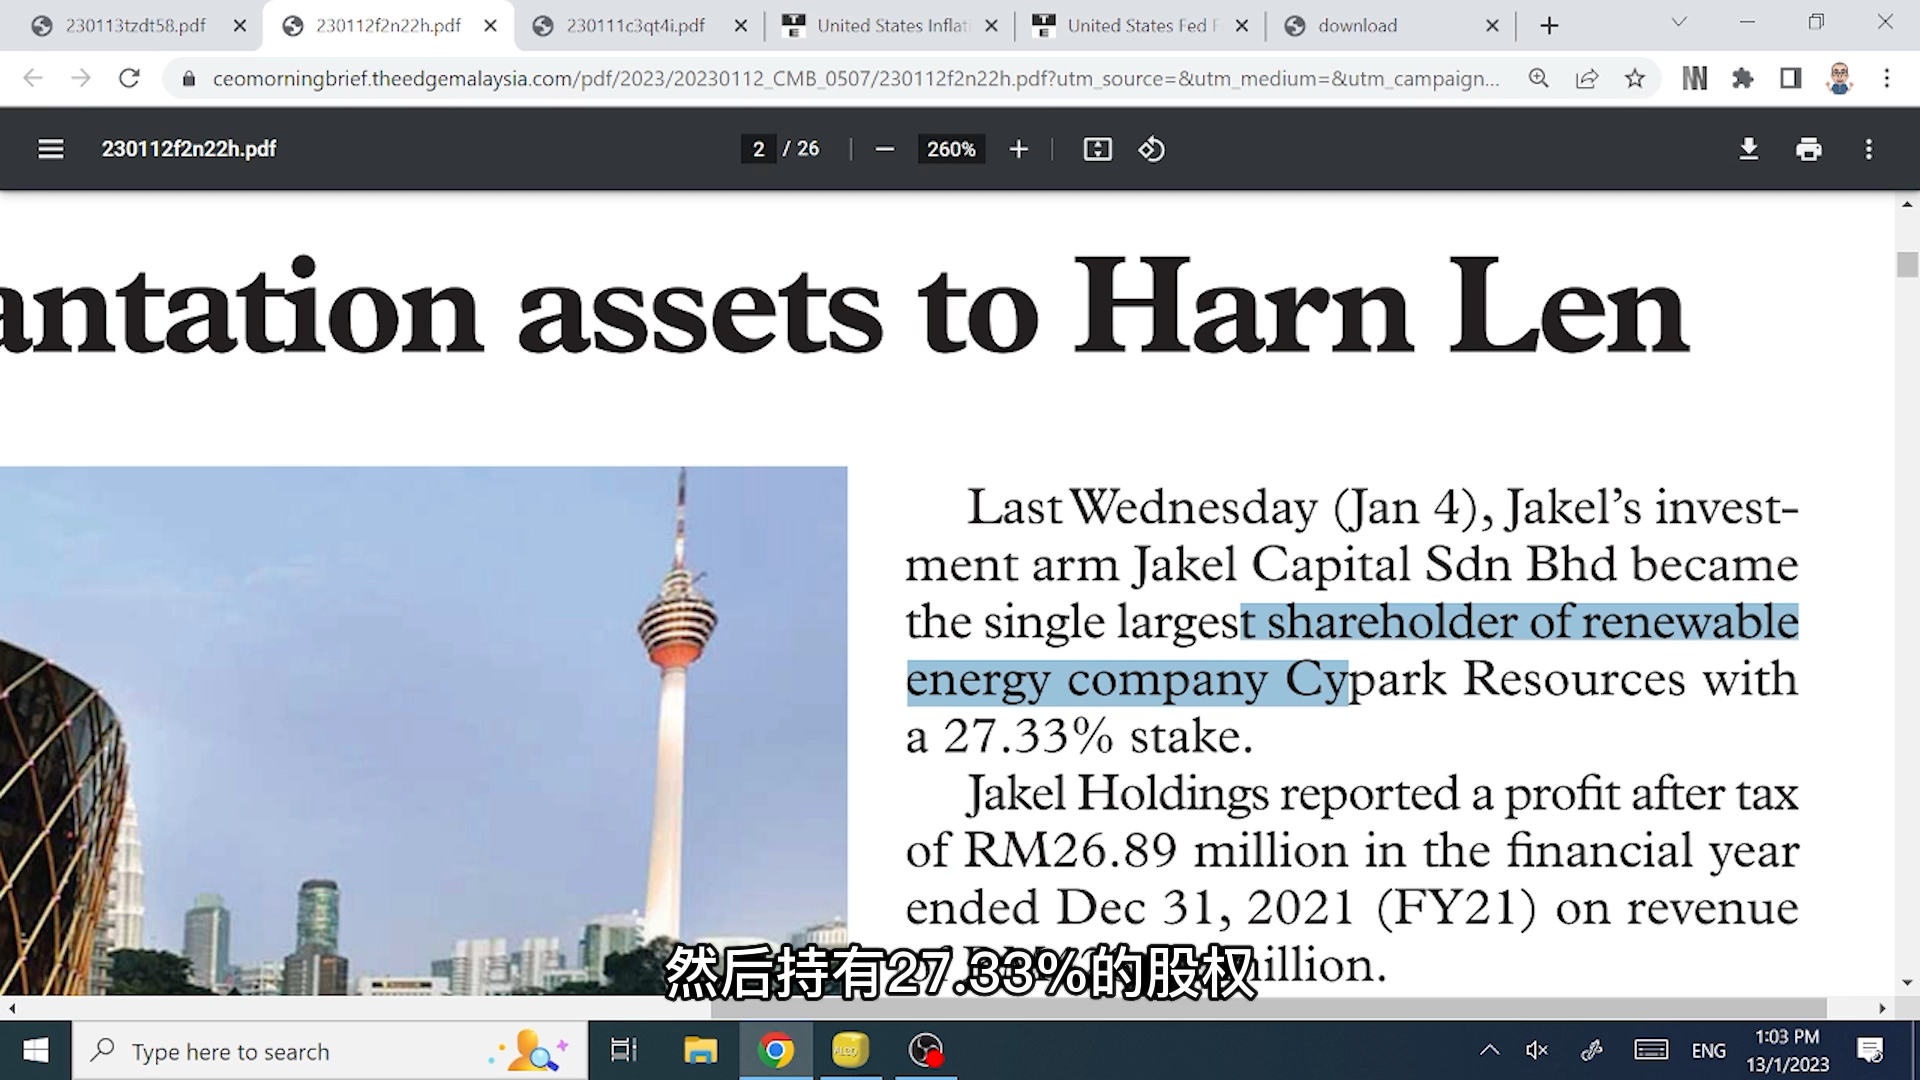 230113tzdt58.pdf
230112f2n22h.pdf
230111c3qt4i.pdf
United States Inflati
United States Fed F
download
ceomorningbrief.theedgemalaysia.com/pdf/2023/20230112_CMB_0507/230112f2n22h.pdf?utm_source=&utm_medium=&utm_campaign...
230112f2n22h.pdf
2 / 26
260%
antation assets to Harn Len
Last Wednesday (Jan 4), Jakel’s invest-
ment arm Jakel Capital Sdn Bhd became
the single largest shareholder of renewable
energy company Cypark Resources with
a 27.33% stake.
Jakel Holdings reported a profit after tax
of RM26.89 million in the financial year
ended Dec 31, 2021 (FY21) on revenue
million.
然后持有27.33%的股权
Type here to search
ENG
1:03 PM
13/1/2023